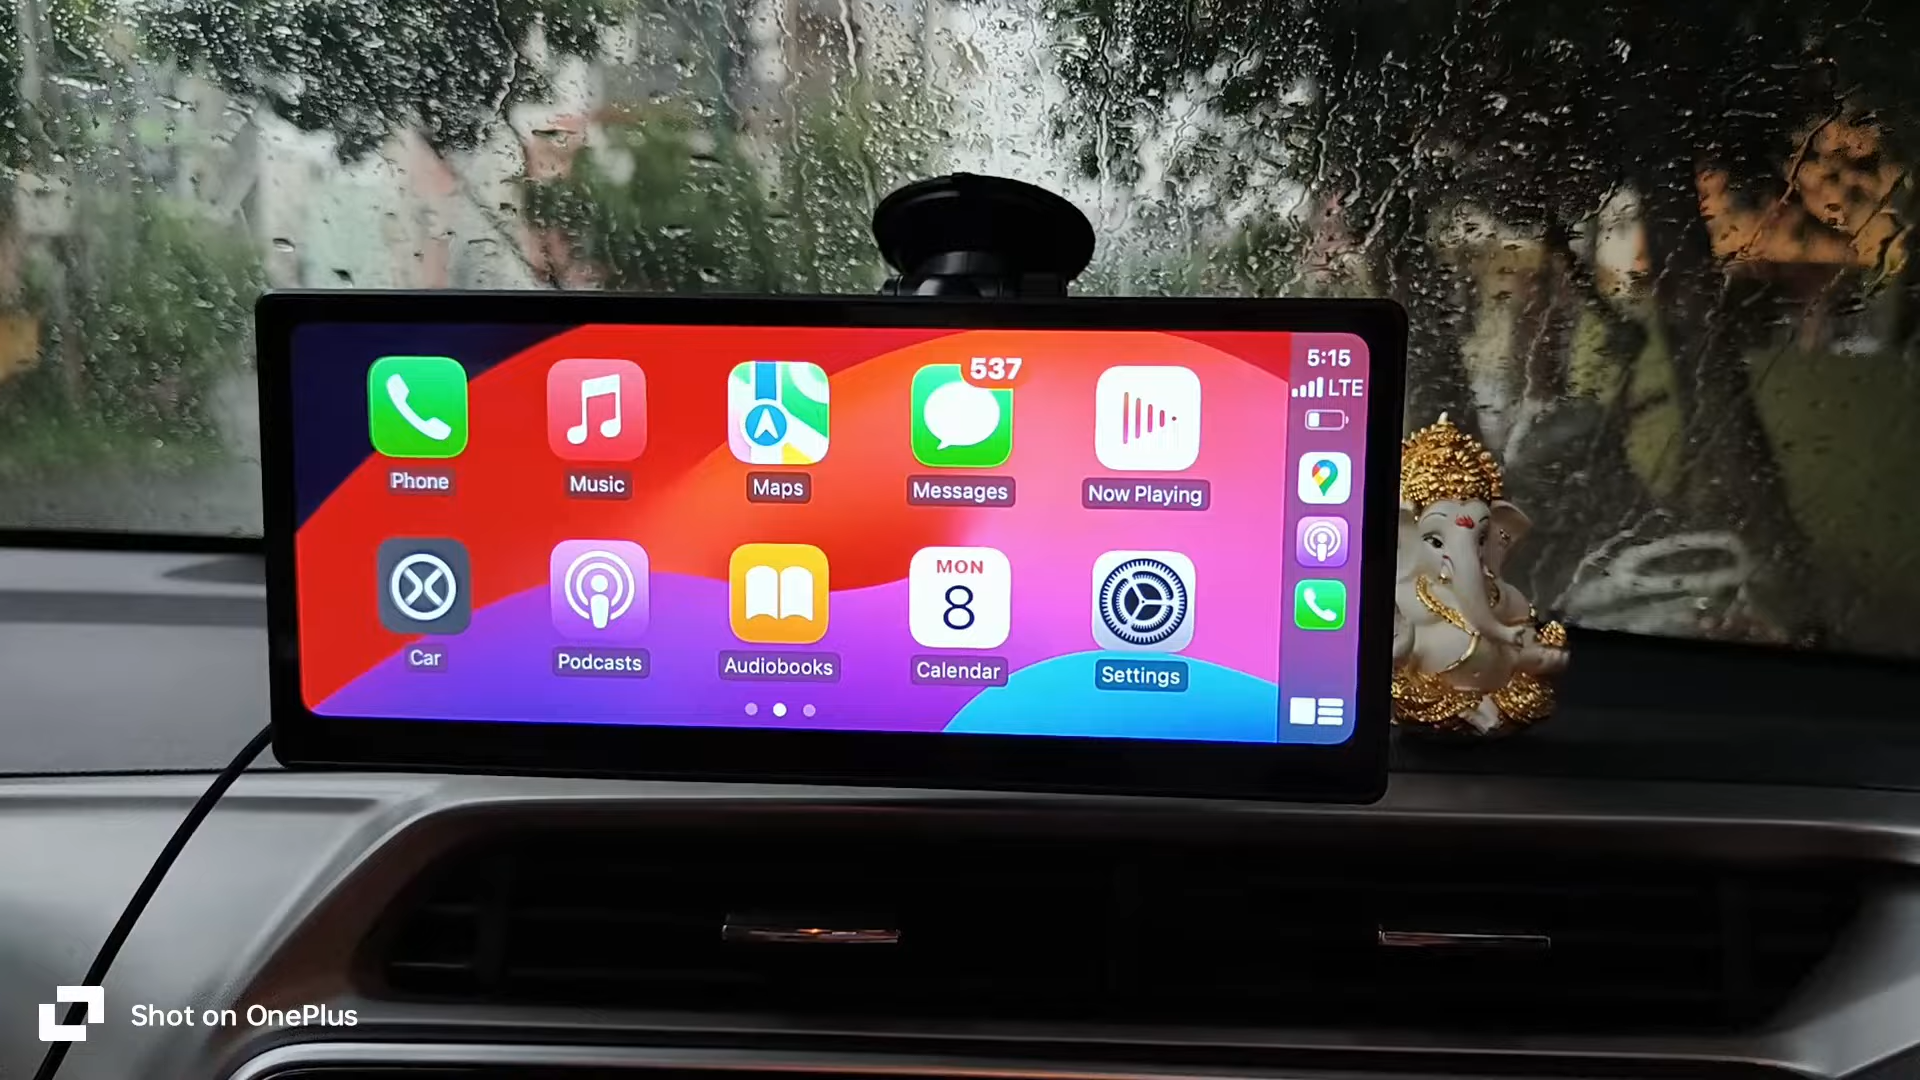 537
5:15
LTE
Phone
Music
Maps
Messages
Now Playing
MON
8
Car
Podcasts
Audiobooks
Calendar
Settings
Shot on OnePlus